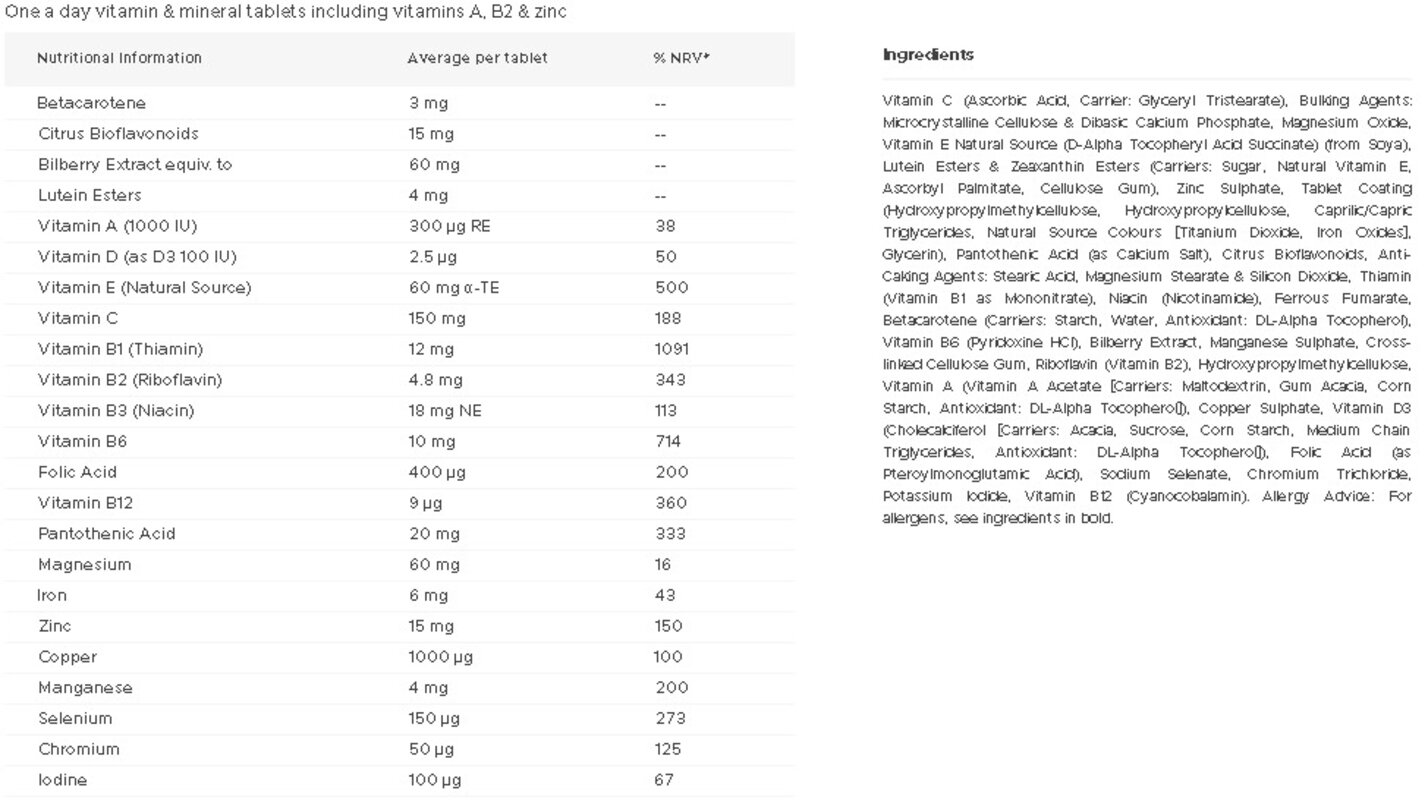 One a day vitamin & mineral tablets including vitamins A, B2 & zinc
Nutritional Information Average per tablet % NRV*
Betacarotene 3 mg --
Citrus Bioflavonoids 15 mg --
Bilberry Extract equiv. to 60 mg --
Lutein Esters 4 mg --
Vitamin A (1000 IU) 300 µg RE 38
Vitamin D (as D3 100 IU) 2.5 µg 50
Vitamin E (Natural Source) 60 mg α-TE 500
Vitamin C 150 mg 188
Vitamin B1 (Thiamin) 12 mg 1091
Vitamin B2 (Riboflavin) 4.8 mg 343
Vitamin B3 (Niacin) 18 mg NE 113
Vitamin B6 10 mg 714
Folic Acid 400 µg 200
Vitamin B12 9 µg 360
Pantothenic Acid 20 mg 333
Magnesium 60 mg 16
Iron 6 mg 43
Zinc 15 mg 150
Copper 1000 µg 100
Manganese 4 mg 200
Selenium 150 µg 273
Chromium 50 µg 125
Iodine 100 µg 67
Ingredients
Vitamin C (Ascorbic Acid, Carrier: Glyceryl Tristearate), Bulking Agents:
Microcrystalline Cellulose & Dibasic Calcium Phosphate, Magnesium Oxide,
Vitamin E Natural Source (D-Alpha Tocopheryl Acid Succinate) (from Soya),
Lutein Esters & Zeaxanthin Esters (Carriers: Sugar, Natural Vitamin E,
Ascorbyl Palmitate, Cellulose Gum), Zinc Sulphate, Tablet Coating
(Hydroxypropylmethylcellulose, Hydroxypropylcellulose, Caprilic/Capric
Triglycerides, Natural Source Colours [Titanium Dioxide, Iron Oxides],
Glycerin), Pantothenic Acid (as Calcium Salt), Citrus Bioflavonoids, Anti-
Caking Agents: Stearic Acid, Magnesium Stearate & Silicon Dioxide, Thiamin
(Vitamin B1 as Mononitrate), Niacin (Nicotinamide), Ferrous Fumarate,
Betacarotene (Carriers: Starch, Water, Antioxidant: DL-Alpha Tocopherol),
Vitamin B6 (Pyridoxine HCl), Bilberry Extract, Manganese Sulphate, Cross-
linked Cellulose Gum, Riboflavin (Vitamin B2), Hydroxypropylmethylcellulose,
Vitamin A (Vitamin A Acetate [Carriers: Maltodextrin, Gum Acacia, Corn
Starch, Antioxidant: DL-Alpha Tocopherol]), Copper Sulphate, Vitamin D3
(Cholecalciferol [Carriers: Acacia, Sucrose, Corn Starch, Medium Chain
Triglycerides, Antioxidant: DL-Alpha Tocopherol]), Folic Acid (as
Pteroylmonoglutamic Acid), Sodium Selenate, Chromium Trichloride,
Potassium Iodide, Vitamin B12 (Cyanocobalamin). Allergy Advice: For
allergens, see ingredients in bold.